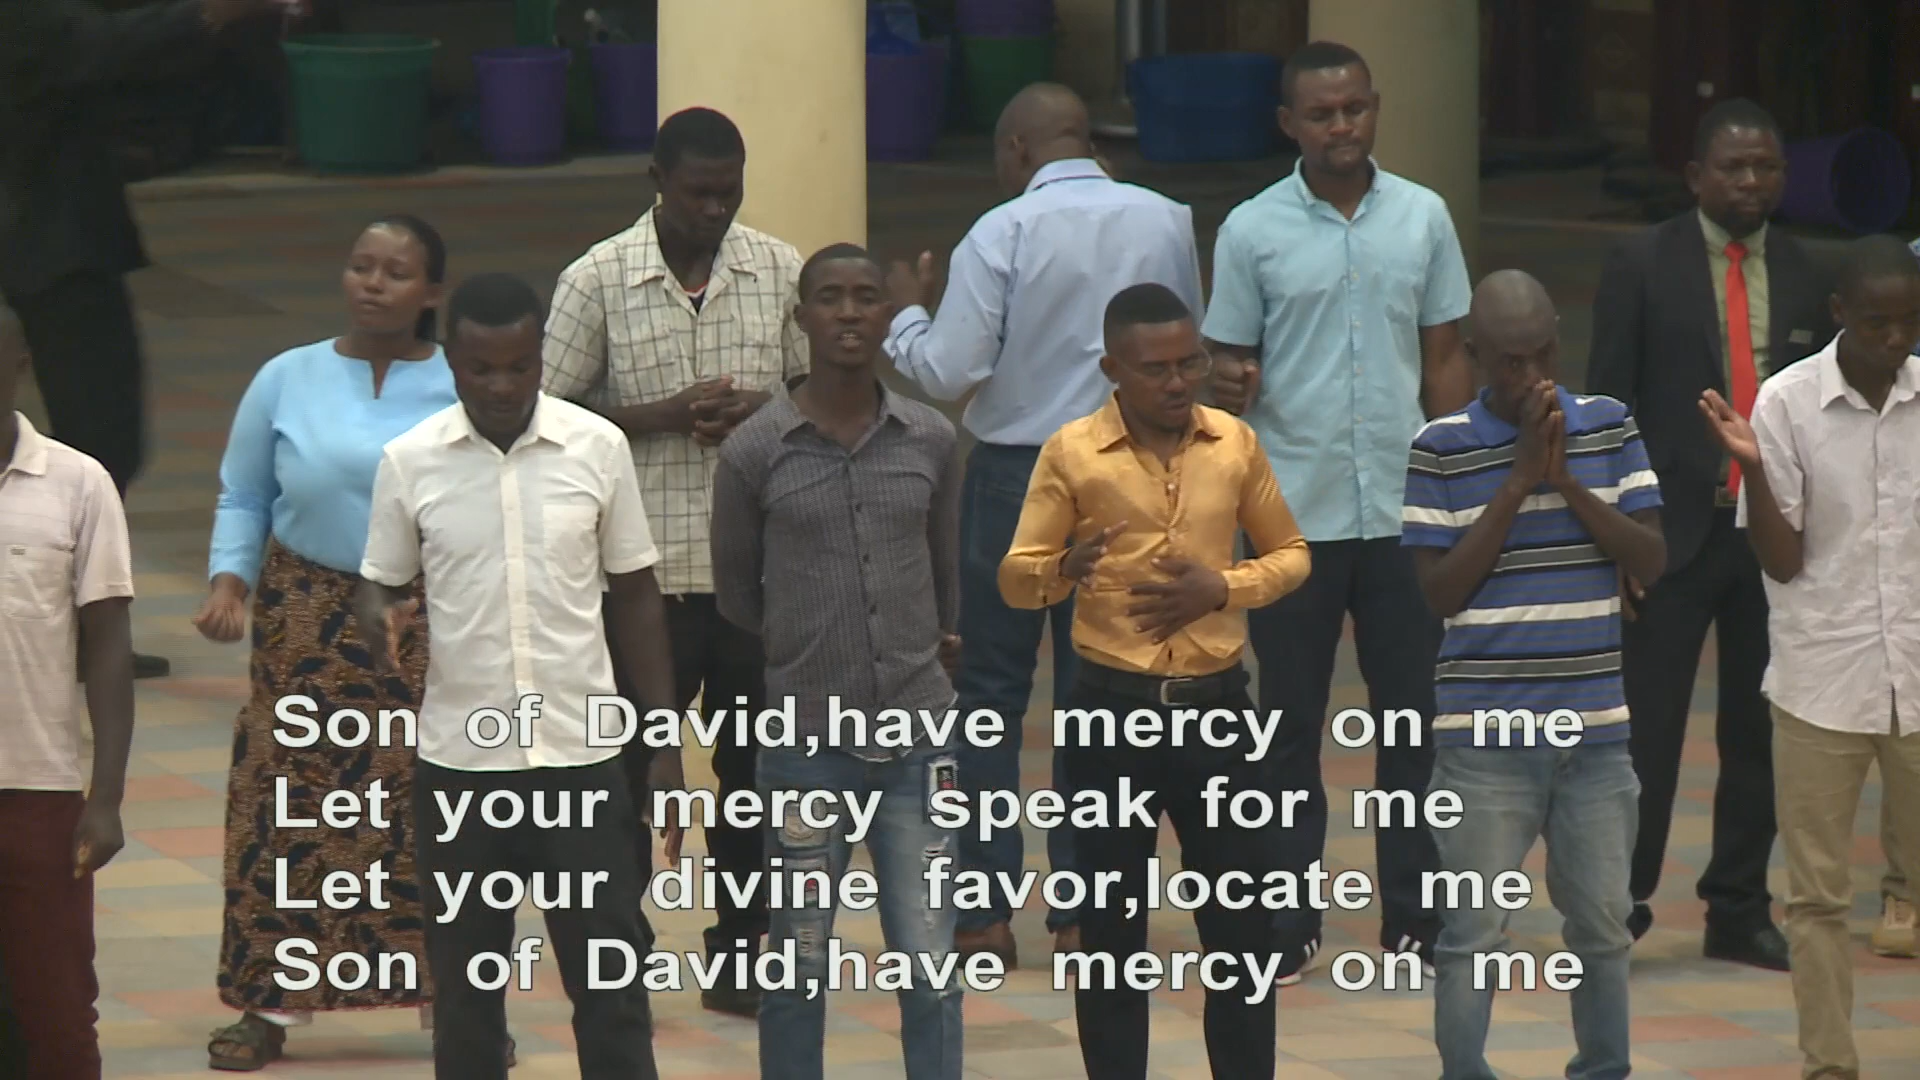 Son of David,have mercy on me
Let your mercy speak for me
Let your divine favor,locate me
Son of David,have mercy on me